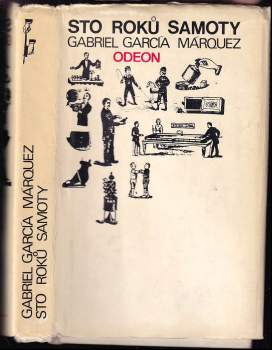 STO ROKŮ SAMOTY
GABRIEL GARCÍA MÁRQUEZ
ODEON
GABRIEL GARCÍA MÁRQUEZ
STO ROKŮ SAMOTY